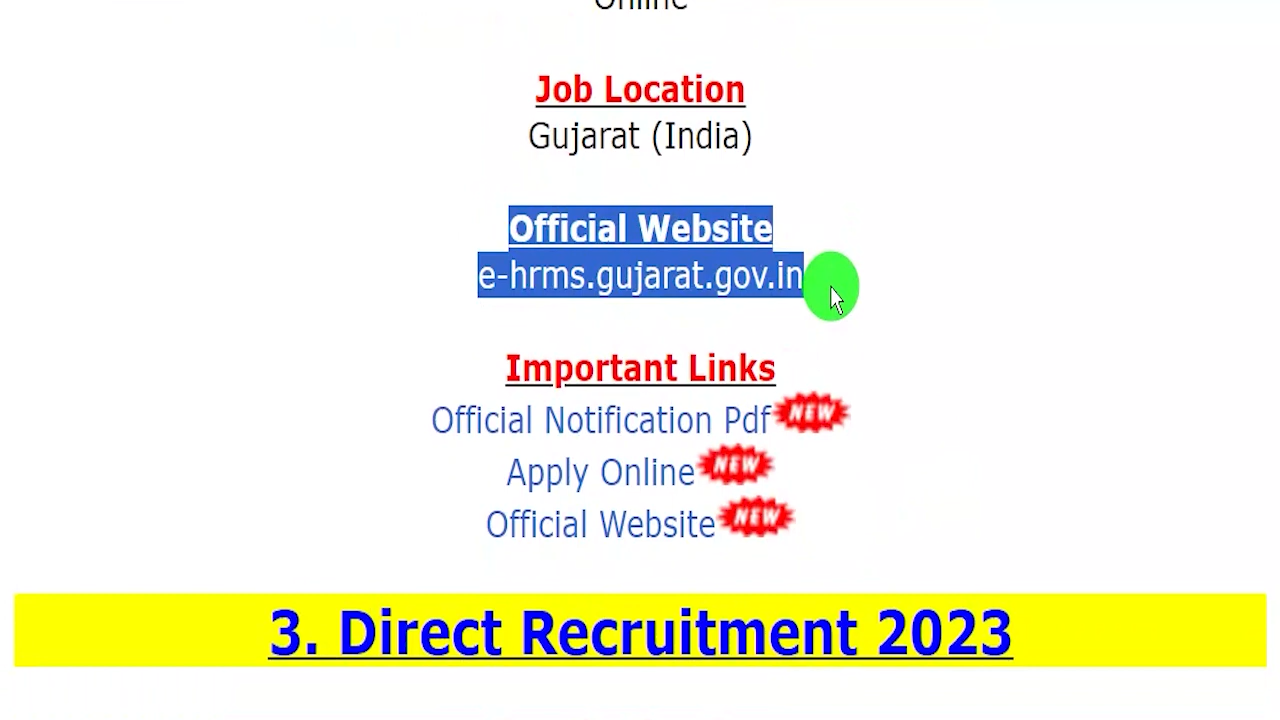 Online
Job Location
Gujarat (India)
Official Website
e-hrms.gujarat.gov.in
Important Links
Official Notification Pdf NEW
Apply Online NEW
Official Website NEW
3. Direct Recruitment 2023